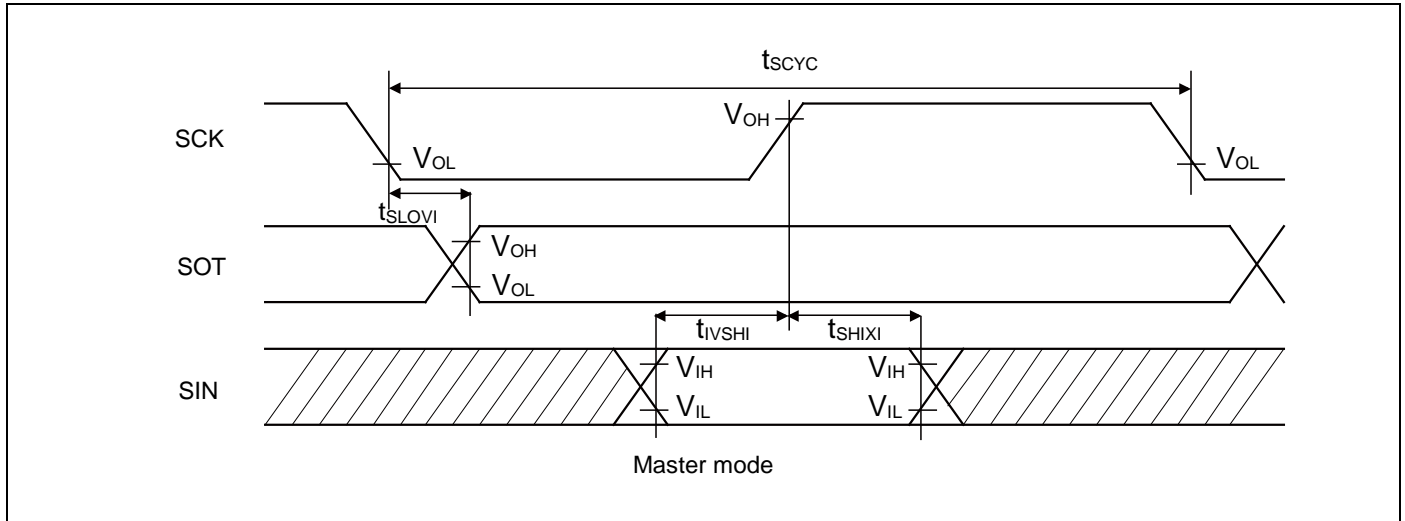 tSCYC
SCK
VOH
VOL
VOL
tSLOVI
SOT
VOH
VOL
tIVSHI
tSHIXI
SIN
VIH
VIH
VIL
VIL
Master mode